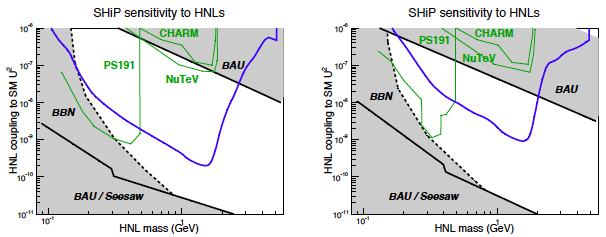 SHiP sensitivity to HNLs
HNL coupling to SM U²
10⁻⁶
10⁻⁷
10⁻⁸
10⁻⁹
10⁻¹⁰
10⁻¹¹
CHARM
PS191
BAU
NuTeV
BBN
BAU / Seesaw
10⁻¹
1
HNL mass (GeV)
SHiP sensitivity to HNLs
HNL coupling to SM U²
10⁻⁶
10⁻⁷
10⁻⁸
10⁻⁹
10⁻¹⁰
10⁻¹¹
CHARM
PS191
NuTeV
BAU
BBN
BAU / Seesaw
10⁻¹
1
HNL mass (GeV)